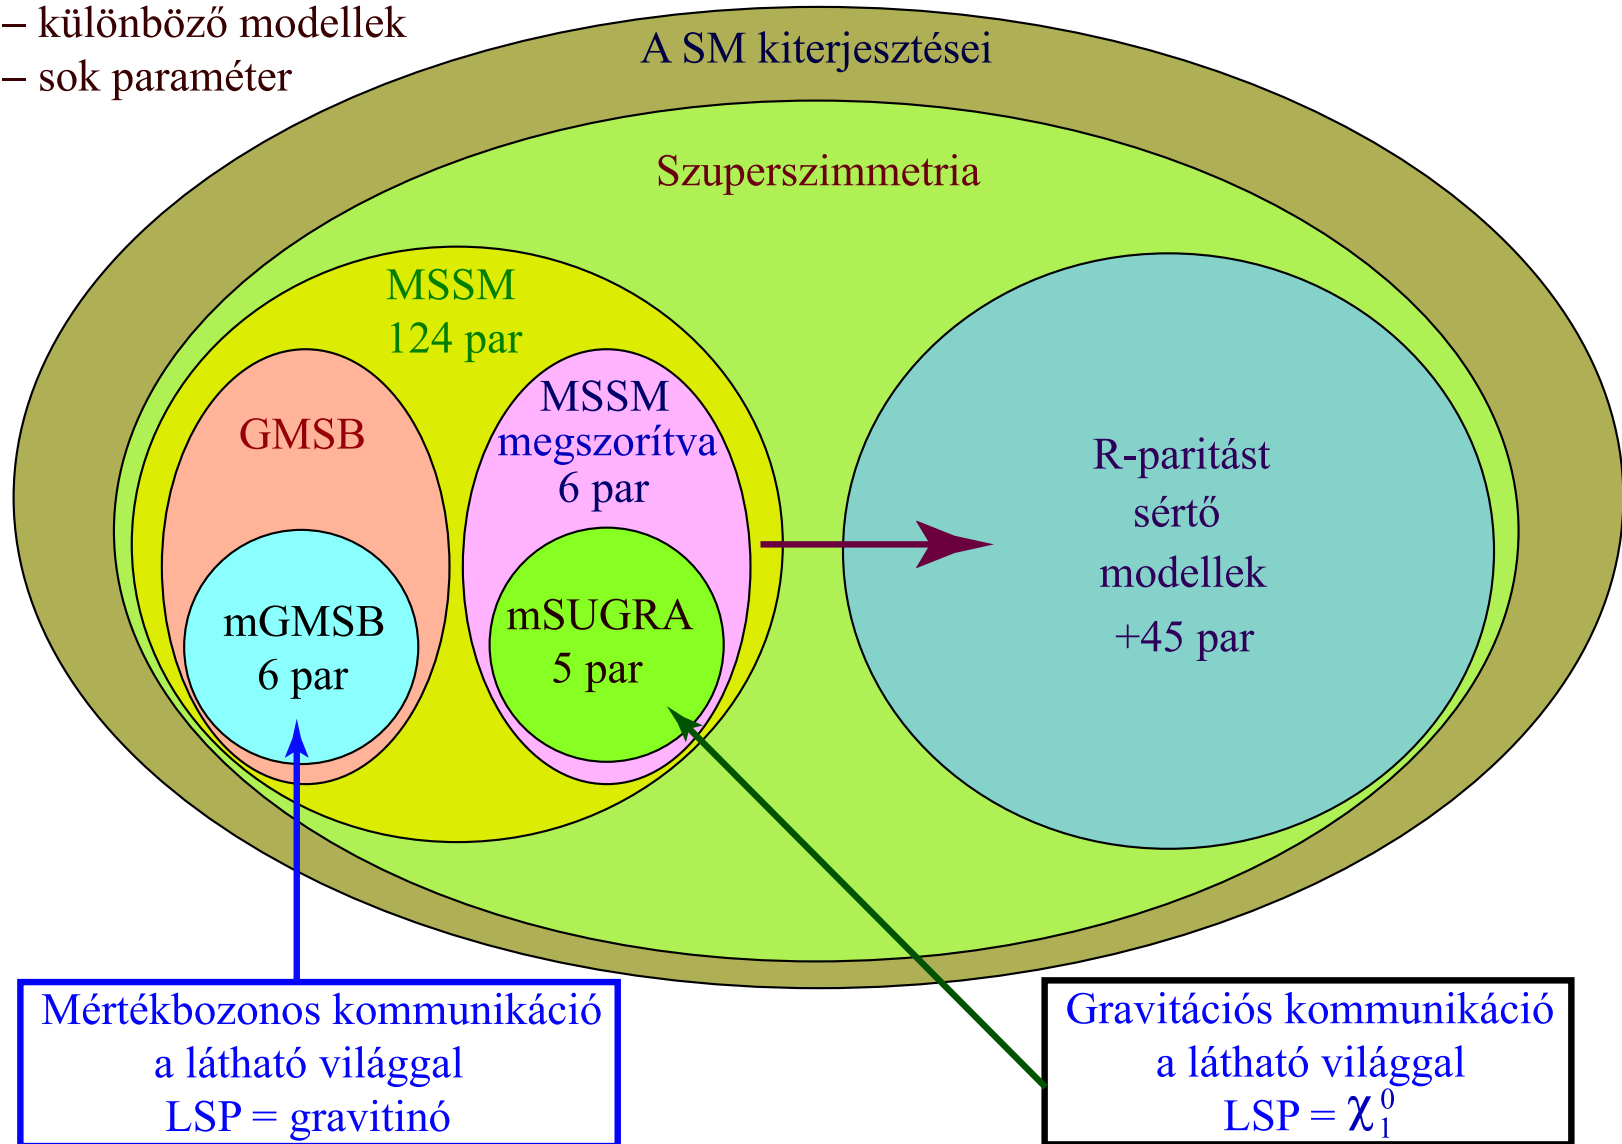 – különböző modellek
– sok paraméter
A SM kiterjesztései
Szuperszimmetria
MSSM
124 par
GMSB
mGMSB
6 par
MSSM
megszorítva
6 par
mSUGRA
5 par
R-paritást
sértő
modellek
+45 par
Mértékbozonos kommunikáció
a látható világgal
LSP = gravitinó
Gravitációs kommunikáció
a látható világgal
LSP = χ₁⁰